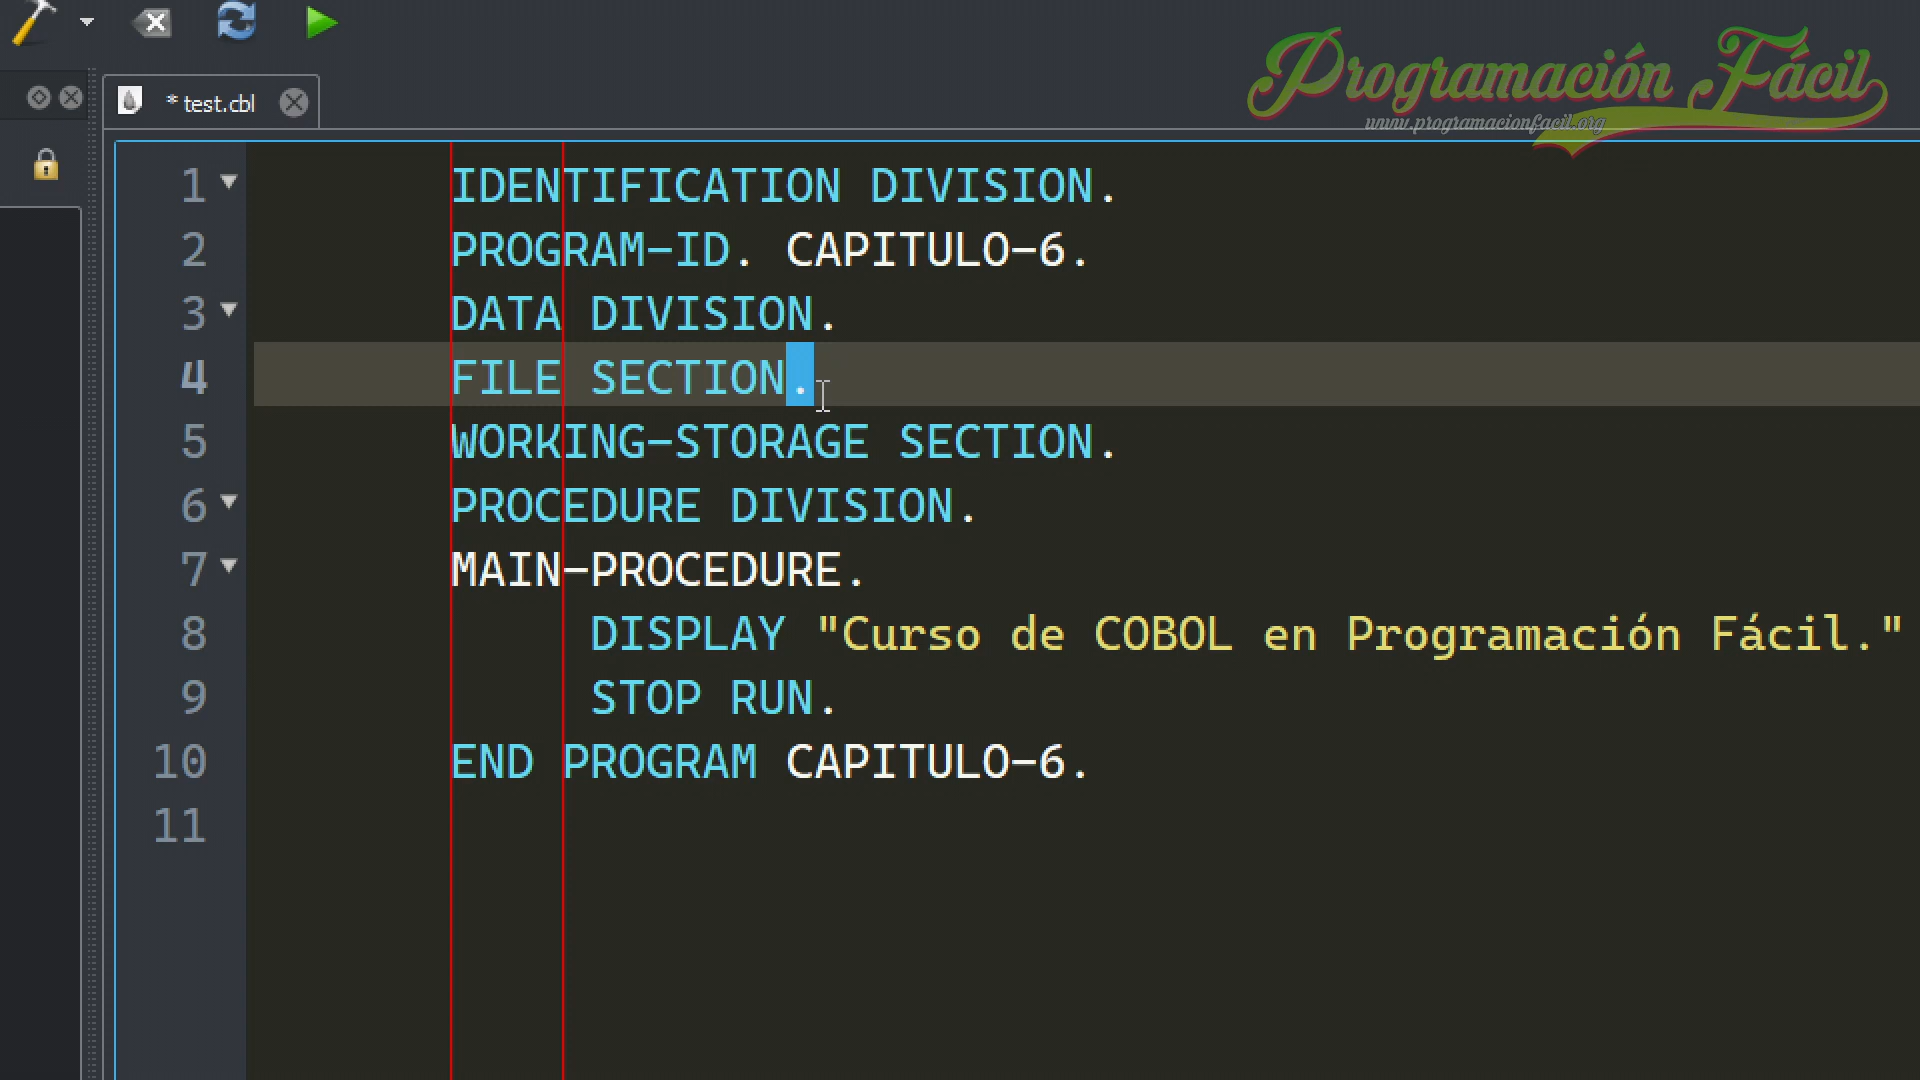 Programación Fácil
www.programacionfacil.org
* test.cbl
1 IDENTIFICATION DIVISION.
2 PROGRAM-ID. CAPITULO-6.
3 DATA DIVISION.
4 FILE SECTION.
5 WORKING-STORAGE SECTION.
6 PROCEDURE DIVISION.
7 MAIN-PROCEDURE.
8 DISPLAY "Curso de COBOL en Programación Fácil."
9 STOP RUN.
10 END PROGRAM CAPITULO-6.
11